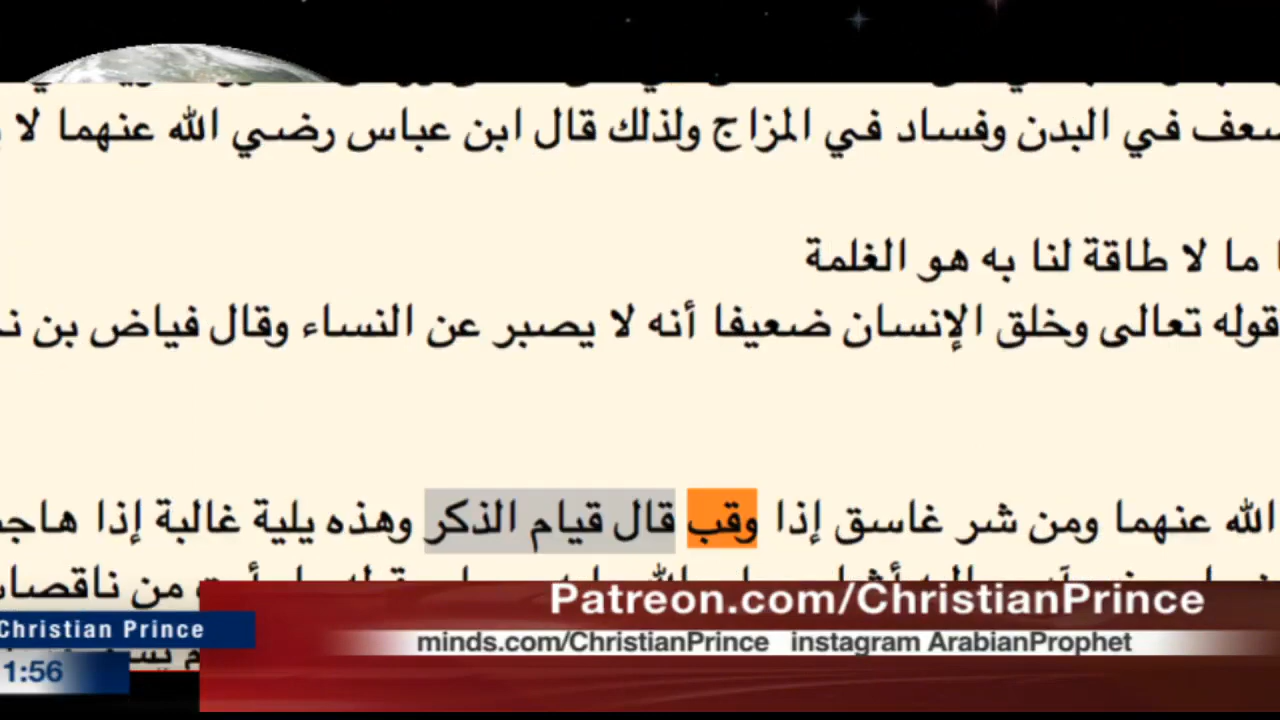 في البدن وفساد في المزاج ولذلك قال ابن عباس رضي الله عنهما لا
ما لا طاقة لنا به هو الغلمة
قوله تعالى وخلق الإنسان ضعيفا أنه لا يصبر عن النساء وقال فياض بن
الله عنهما ومن شر غاسق إذا وقب قال قيام الذكر وهذه يلية غالبة إذا
من
Patreon.com/ChristianPrince
Christian Prince
minds.com/ChristianPrince instagram ArabianProphet
1:56